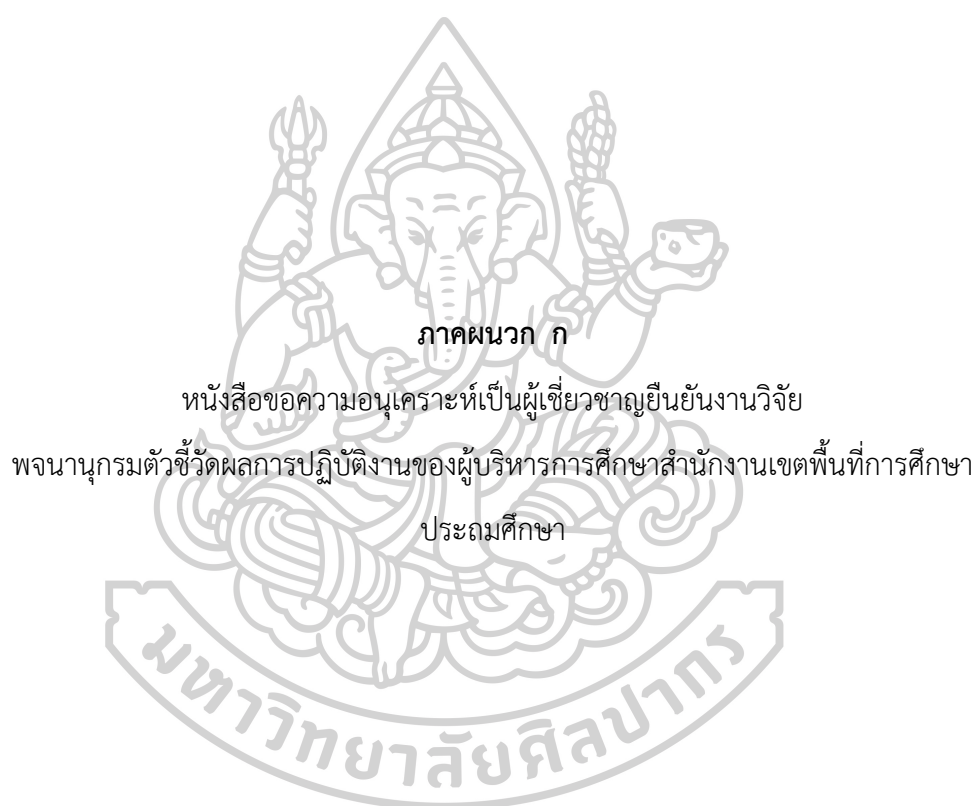 ภาคผนวก ก
หนังสือขอความอนุเคราะห์เป็นผู้เชี่ยวชาญยืนยันงานวิจัย
พจนานุกรมตัวชี้วัดผลการปฏิบัติงานของผู้บริหารการศึกษาสำนักงานเขตพื้นที่การศึกษา
ประถมศึกษา
มหาวิทยาลัยศิลปากร